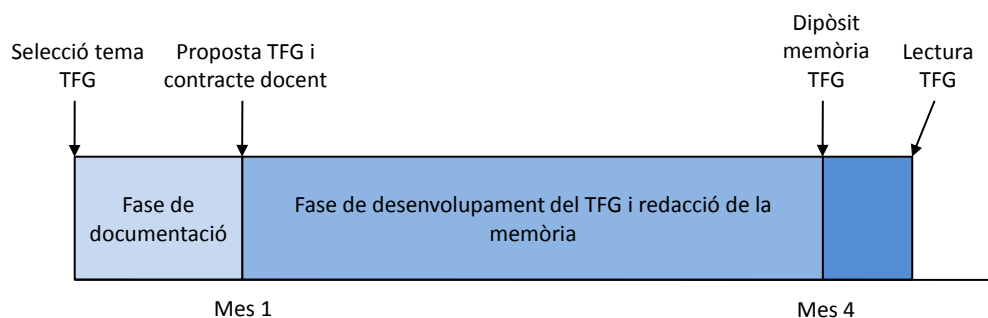 Selecció tema
TFG
Proposta TFG i
contracte docent
Dipòsit
memòria
TFG
Lectura
TFG
Fase de
documentació
Fase de desenvolupament del TFG i redacció de la
memòria
Mes 1
Mes 4